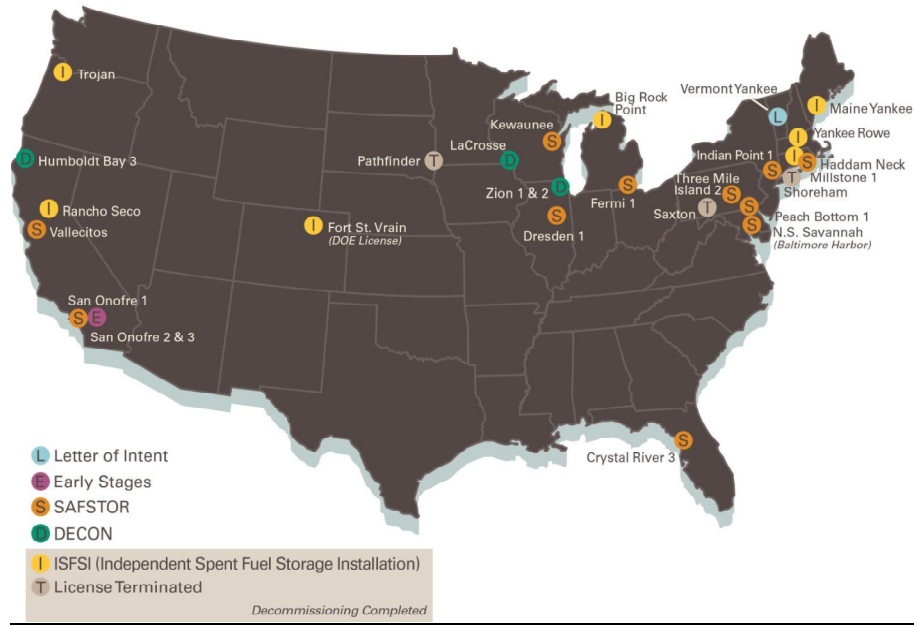 Trojan
Humboldt Bay 3
Rancho Seco
Vallecitos
San Onofre 1
San Onofre 2 & 3
Fort St. Vrain
(DOE License)
Pathfinder
LaCrosse
Kewaunee
Zion 1 & 2
Dresden 1
Big Rock
Point
Fermi 1
Vermont Yankee
Maine Yankee
Yankee Rowe
Indian Point 1
Haddam Neck
Millstone 1
Shoreham
Three Mile
Island 2
Saxton
Peach Bottom 1
N.S. Savannah
(Baltimore Harbor)
Crystal River 3
I
D
I
S
S
E
I
T
D
S
D
S
I
S
L
I
I
I
S
S
T
S
T
S
S
S
L Letter of Intent
E Early Stages
S SAFSTOR
D DECON
I ISFSI (Independent Spent Fuel Storage Installation)
T License Terminated
Decommissioning Completed